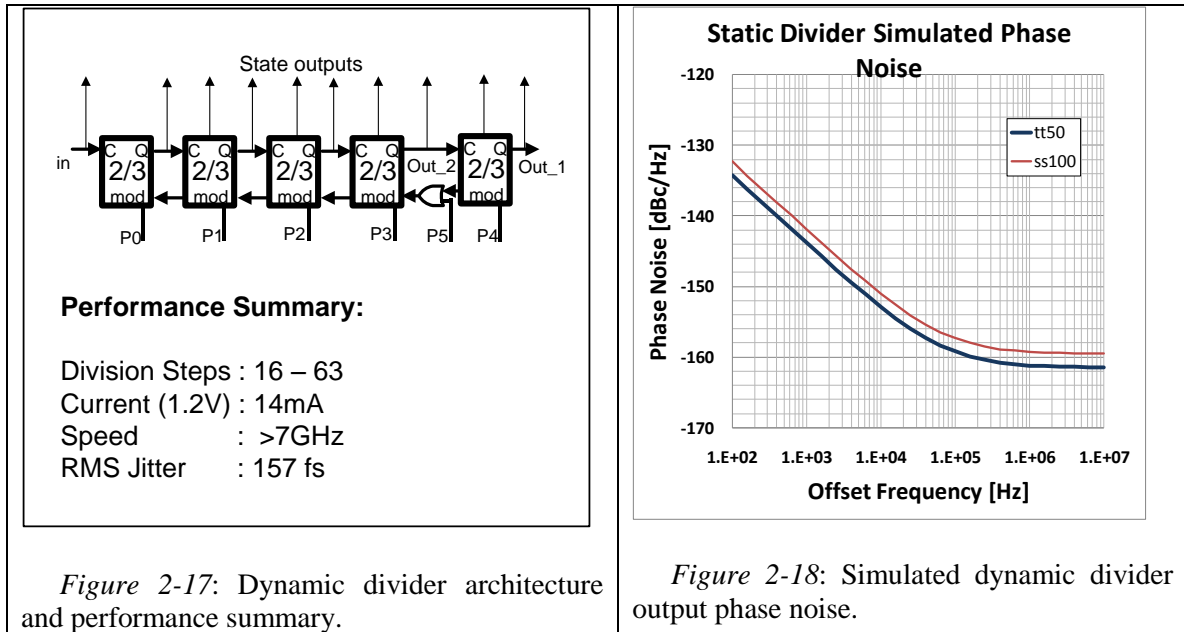 State outputs
C Q C Q C Q C Q C Q
2/3 2/3 2/3 2/3 2/3
in Out_2 Out_1
mod mod mod mod mod
P0 P1 P2 P3 P5 P4
Performance Summary:
Division Steps : 16 – 63
Current (1.2V) : 14mA
Speed : >7GHz
RMS Jitter : 157 fs
Figure 2-17: Dynamic divider architecture
and performance summary.
Static Divider Simulated Phase
Noise
-120
-130
-140
-150
-160
-170
Phase Noise [dBc/Hz]
tt50
ss100
1.E+02 1.E+03 1.E+04 1.E+05 1.E+06 1.E+07
Offset Frequency [Hz]
Figure 2-18: Simulated dynamic divider
output phase noise.